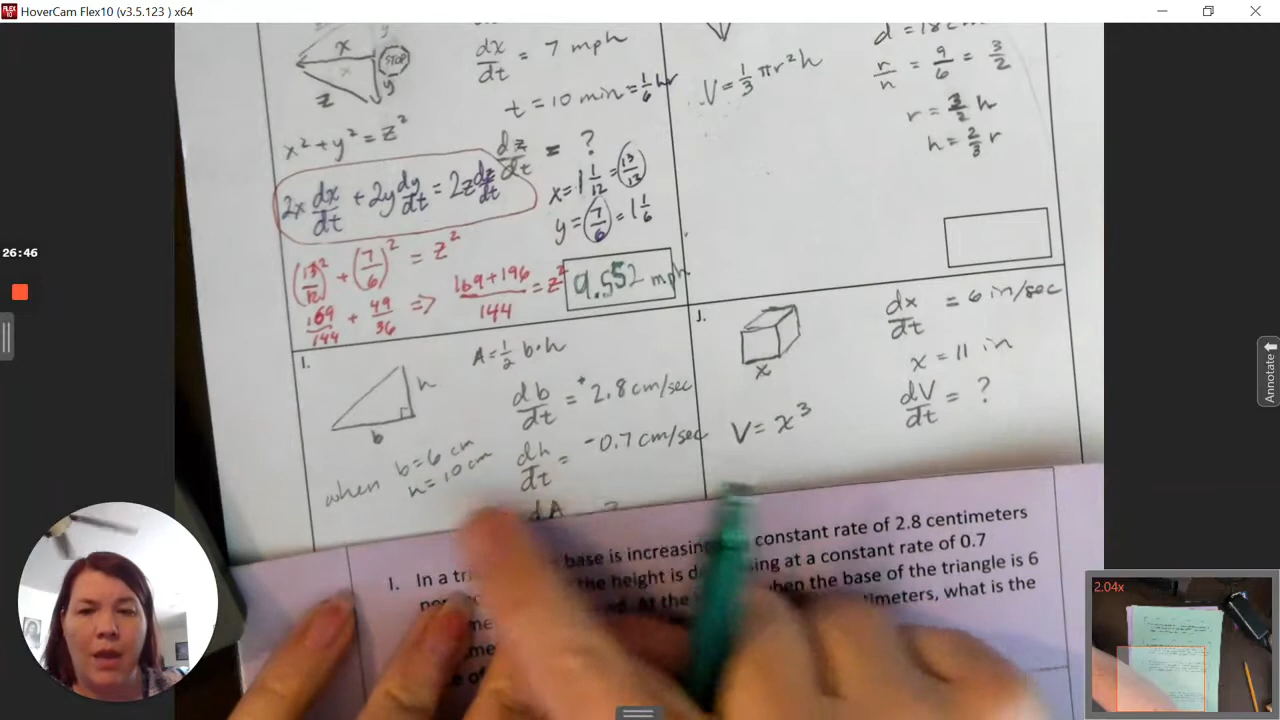 HoverCam Flex10 (v3.5.123 ) x64
26:46
Annotate
2.04x
x
y
STOP
x
y
z
dx/dt = 7 mph
t = 10 min = 1/6 hr
x² + y² = z²
dz/dt = ?
2x dx/dt + 2y dy/dt = 2z dz/dt
x = 1 1/12 = 13/12
y = 7/6 = 1 1/6
(13/12)² + (7/6)² = z²
169/144 + 49/36 => 169+196/144 = z²
9.552 mph
V = 1/3 πr²h
r/h = 9/6 = 3/2
r = 3/2 h
h = 2/3 r
I.
h
b
A = 1/2 b·h
db/dt = +2.8 cm/sec
dh/dt = -0.7 cm/sec
dA
when b = 6 cm
h = 10 cm
J.
x
dx/dt = 6 in/sec
x = 11 in
dV/dt = ?
V = x³
I. In a base is increasing constant rate of 2.8 centimeters
the height is at a constant rate of 0.7
At the when the base of the triangle is 6
what is the